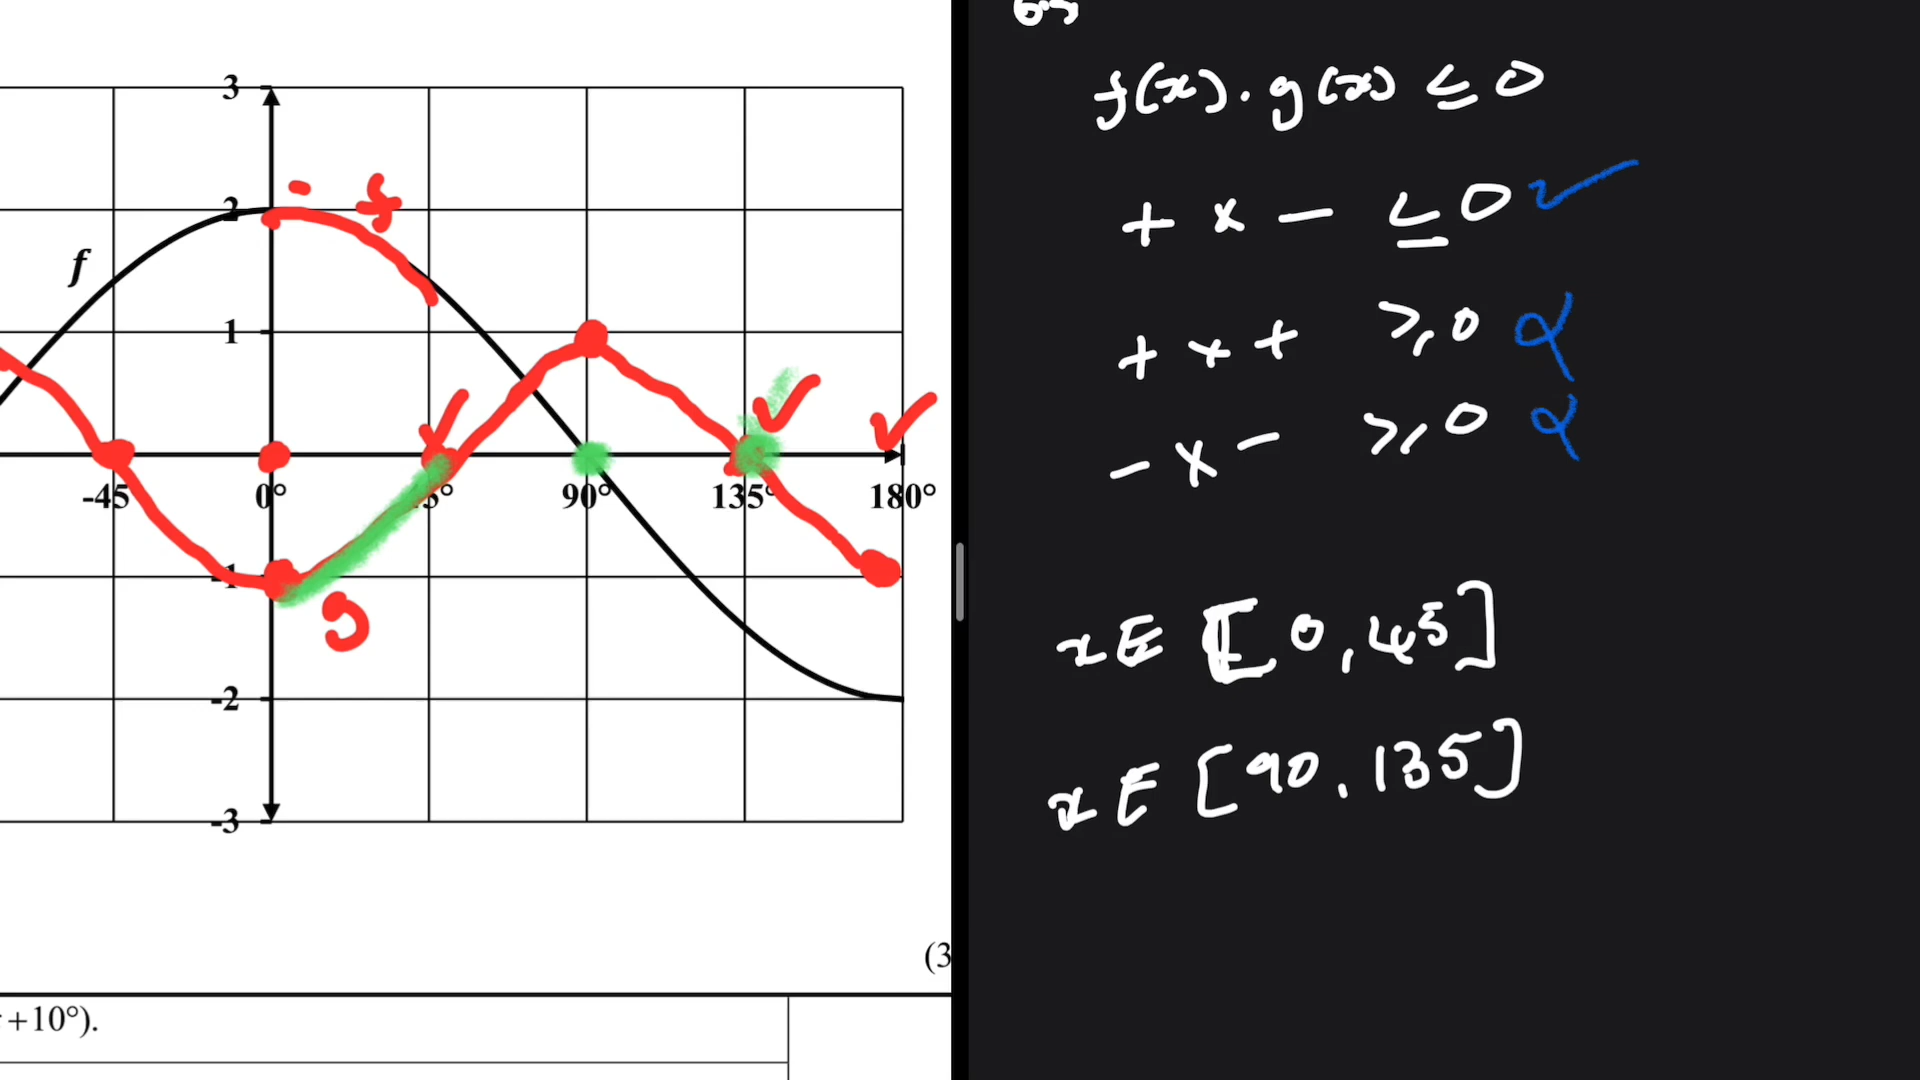 3
2
f
1
-45
0°
5°
90°
135°
180°
-1
g
-2
-3
(3
+10°).
f(x) . g(x) ≤ 0
+ x - ≤ 0
+ x + ≥ 0
- x - ≥ 0
x E [0, 45]
x E [90, 135]